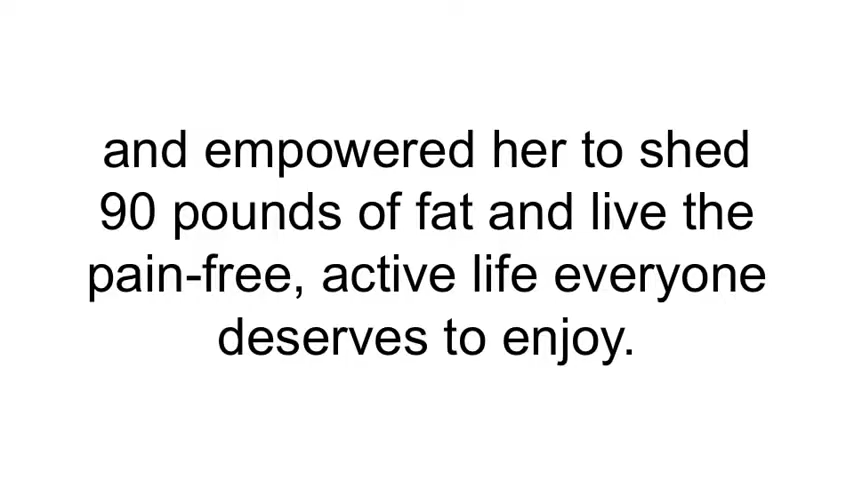 and empowered her to shed
90 pounds of fat and live the
pain-free, active life everyone
deserves to enjoy.